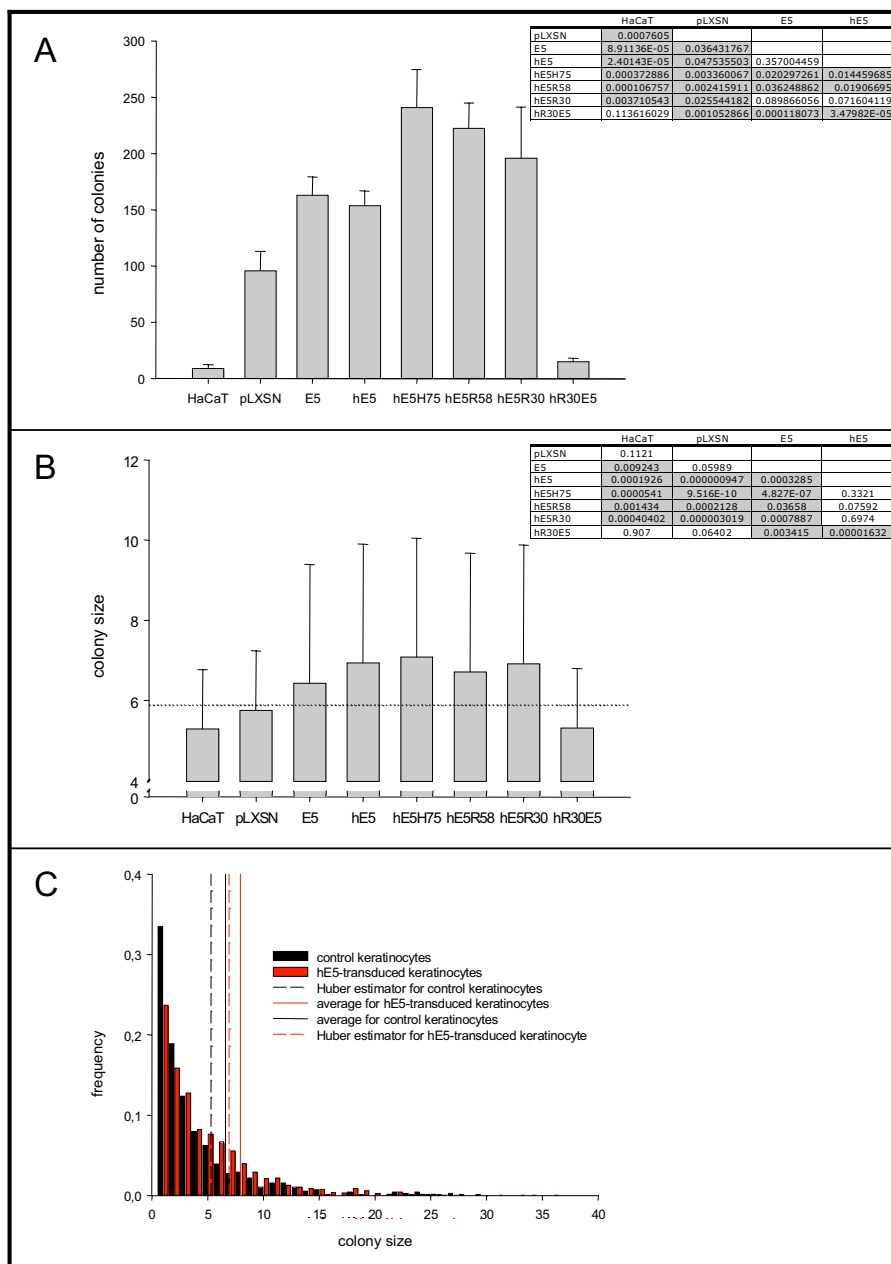 A
HaCaT pLXSN E5 hE5
pLXSN 0.0007605
E5 8.91136E-05 0.036431767
hE5 2.40143E-05 0.047535503 0.357004459
hE5H75 0.000372886 0.003360067 0.020297261 0.014459685
hE5R58 0.000106757 0.002415911 0.036248862 0.01906695
hE5R30 0.003710543 0.025544182 0.089866056 0.071604119
hR30E5 0.113616029 0.001052866 0.000118073 3.47982E-05
number of colonies
300
250
200
150
100
50
0
HaCaT pLXSN E5 hE5 hE5H75 hE5R58 hE5R30 hR30E5
B
HaCaT pLXSN E5 hE5
pLXSN 0.1121
E5 0.009243 0.05989
hE5 0.0001926 0.000000947 0.0003285
hE5H75 0.0000541 9.516E-10 4.827E-07 0.3321
hE5R58 0.001434 0.0002128 0.03658 0.07592
hE5R30 0.00040402 0.000003019 0.0007887 0.6974
hR30E5 0.907 0.06402 0.003415 0.00001632
colony size
12
10
8
6
4
0
HaCaT pLXSN E5 hE5 hE5H75 hE5R58 hE5R30 hR30E5
C
frequency
0,4
0,3
0,2
0,1
0,0
control keratinocytes
hE5-transduced keratinocytes
Huber estimator for control keratinocytes
average for hE5-transduced keratinocytes
average for control keratinocytes
Huber estimator for hE5-transduced keratinocyte
0 5 10 15 20 25 30 35 40
colony size